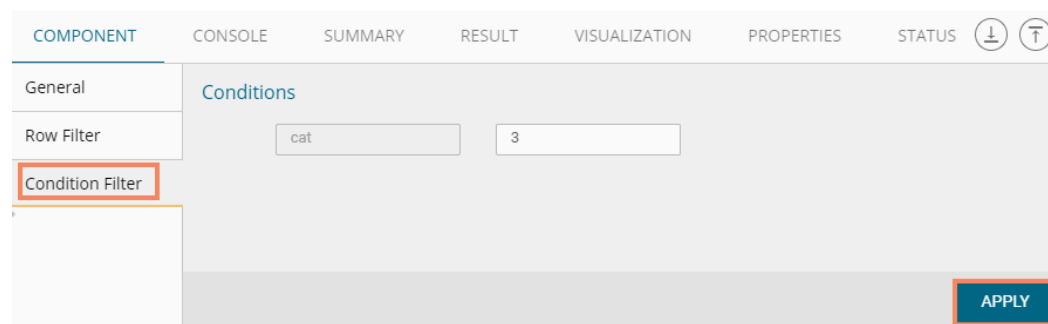 COMPONENT CONSOLE SUMMARY RESULT VISUALIZATION PROPERTIES STATUS
General
Conditions
Row Filter
cat 3
Condition Filter
APPLY